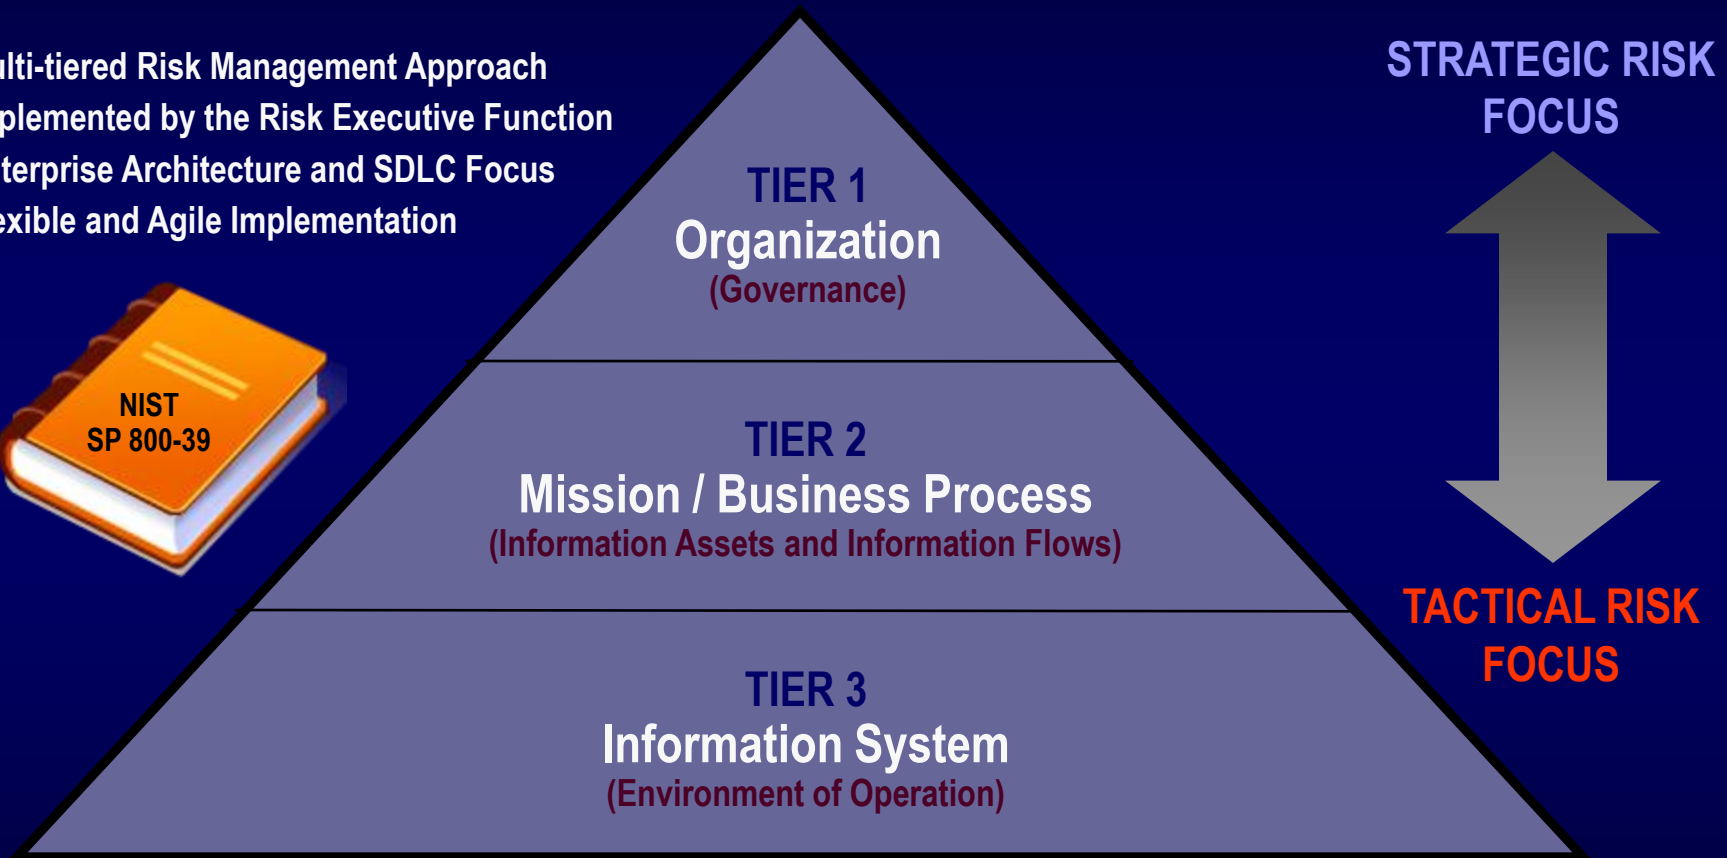 ulti-tiered Risk Management Approach
plemented by the Risk Executive Function
terprise Architecture and SDLC Focus
exible and Agile Implementation
NIST
SP 800-39
TIER 1
Organization
(Governance)
TIER 2
Mission / Business Process
(Information Assets and Information Flows)
TIER 3
Information System
(Environment of Operation)
STRATEGIC RISK
FOCUS
TACTICAL RISK
FOCUS